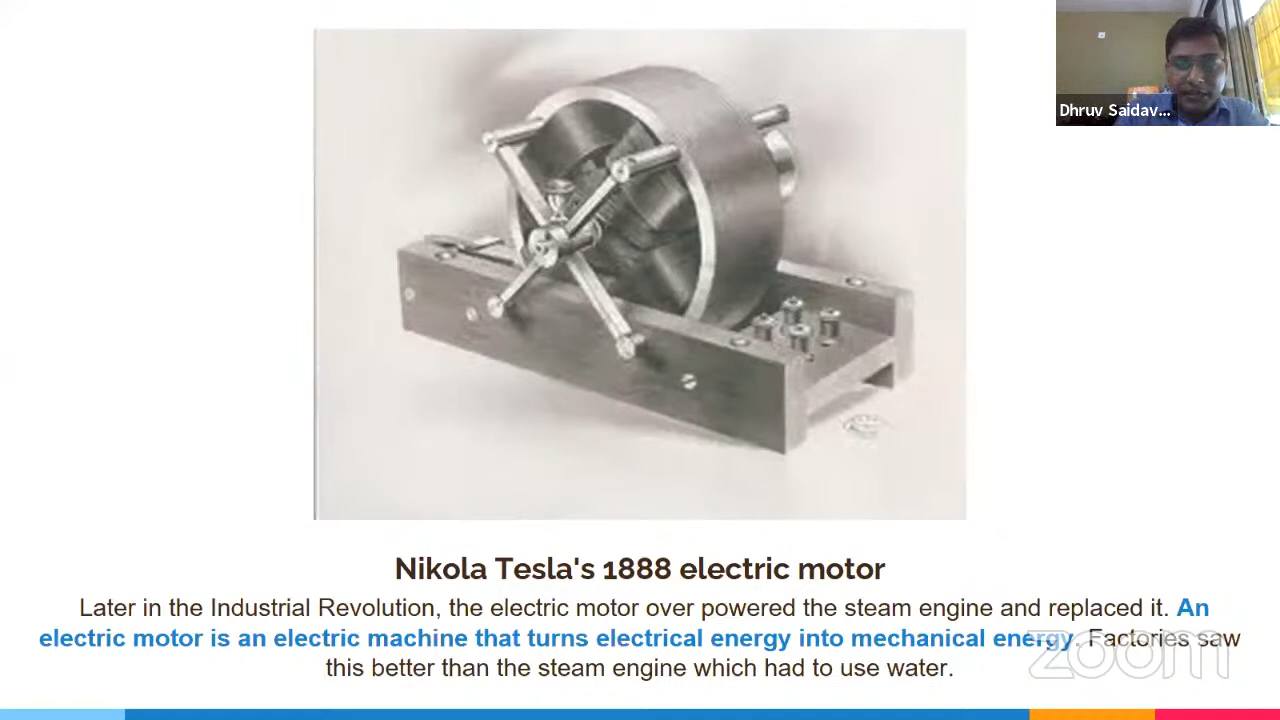 Dhruv Saidav...
Nikola Tesla's 1888 electric motor
Later in the Industrial Revolution, the electric motor over powered the steam engine and replaced it. An
electric motor is an electric machine that turns electrical energy into mechanical energy. Factories saw
this better than the steam engine which had to use water.
zoom